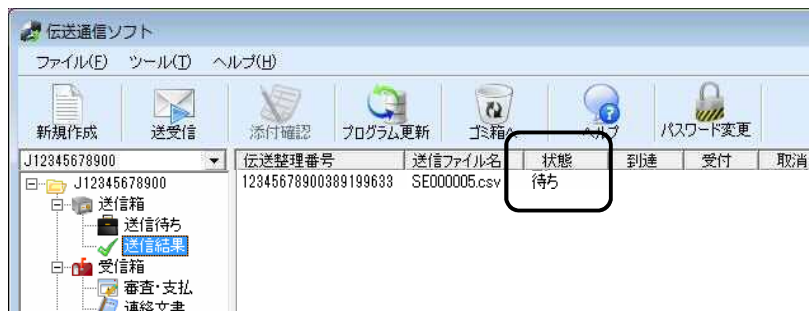 伝送通信ソフト
ファイル(F) ツール(T) ヘルプ(H)
新規作成 送受信 添付確認 プログラム更新 ゴミ箱へ ヘルプ パスワード変更
J12345678900 伝送整理番号 送信ファイル名 状態 到達 受付 取消
J12345678900 12345678900389199633 SE000005.csv 待ち
送信箱
送信待ち
送信結果
受信箱
審査・支払
連絡文書